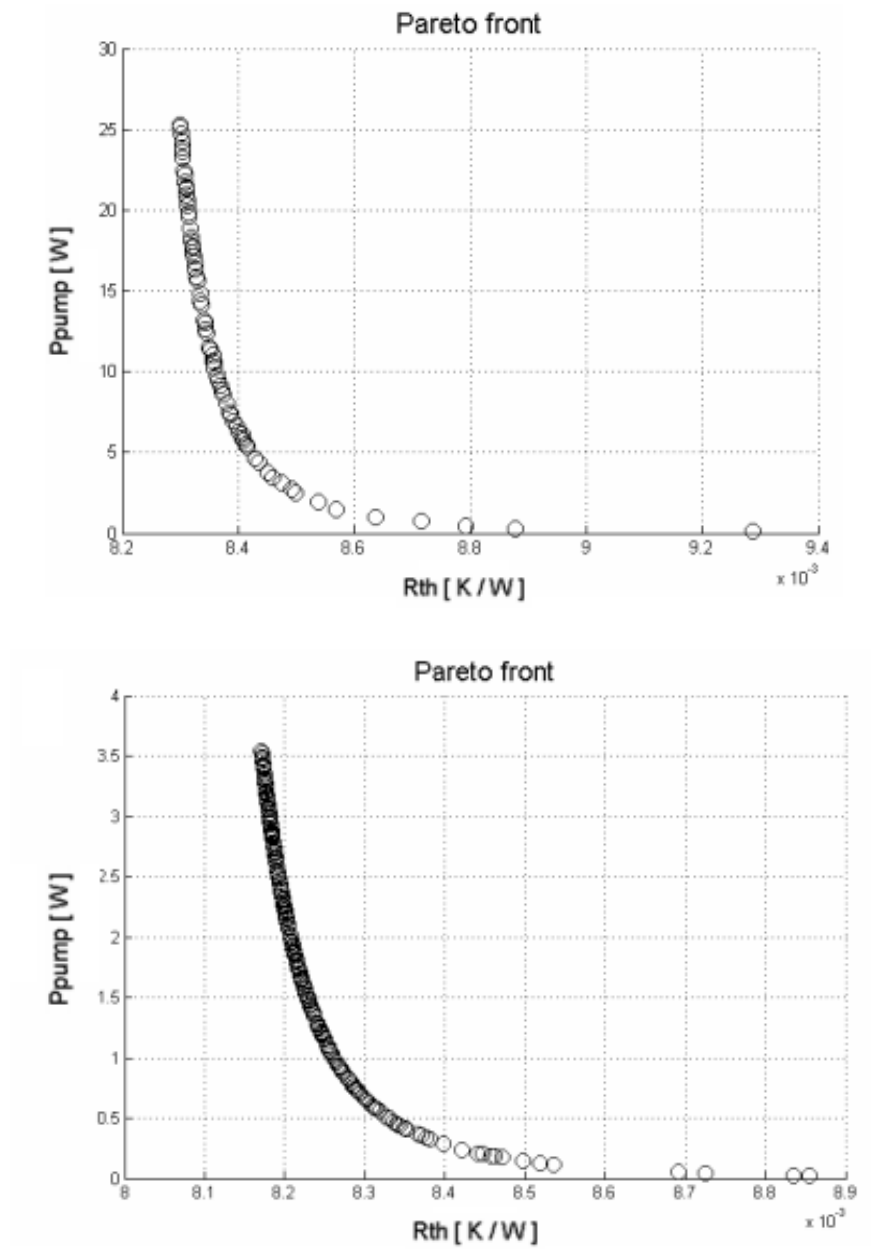 Pareto front
30
25
20
15
10
5
0
Ppump [ W ]
8.2 8.4 8.6 8.8 9 9.2 9.4
x 10⁻³
Rth [ K / W ]
Pareto front
4
3.5
3
2.5
2
1.5
1
0.5
0
Ppump [ W ]
8 8.1 8.2 8.3 8.4 8.5 8.6 8.7 8.8 8.9
x 10⁻³
Rth [ K / W ]